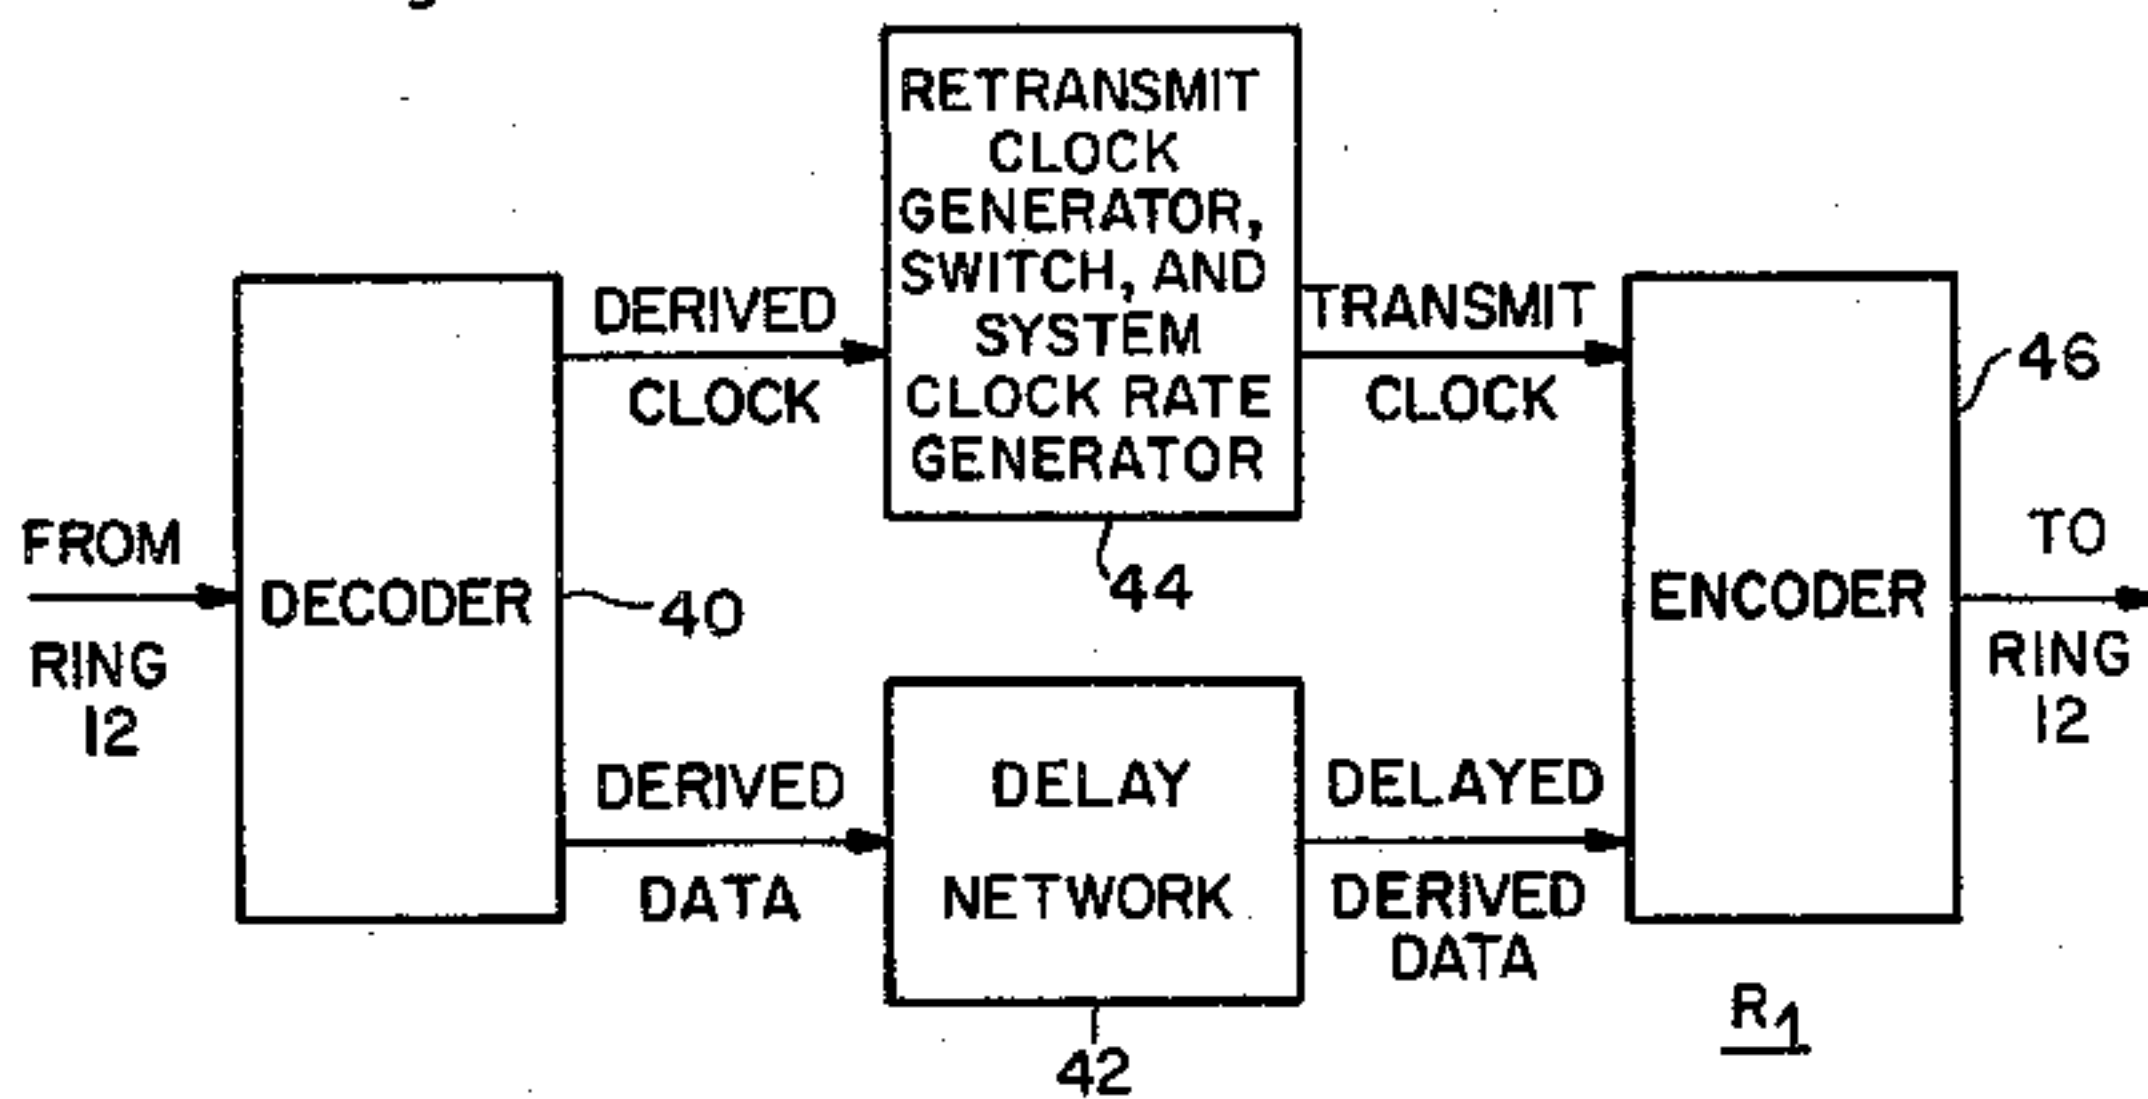 RETRANSMIT
CLOCK
GENERATOR,
SWITCH, AND
SYSTEM
CLOCK RATE
GENERATOR
44
DERIVED
CLOCK
TRANSMIT
CLOCK
46
FROM
RING
12
DECODER
40
ENCODER
TO
RING
12
DERIVED
DATA
DELAY
NETWORK
42
DELAYED
DERIVED
DATA
R1